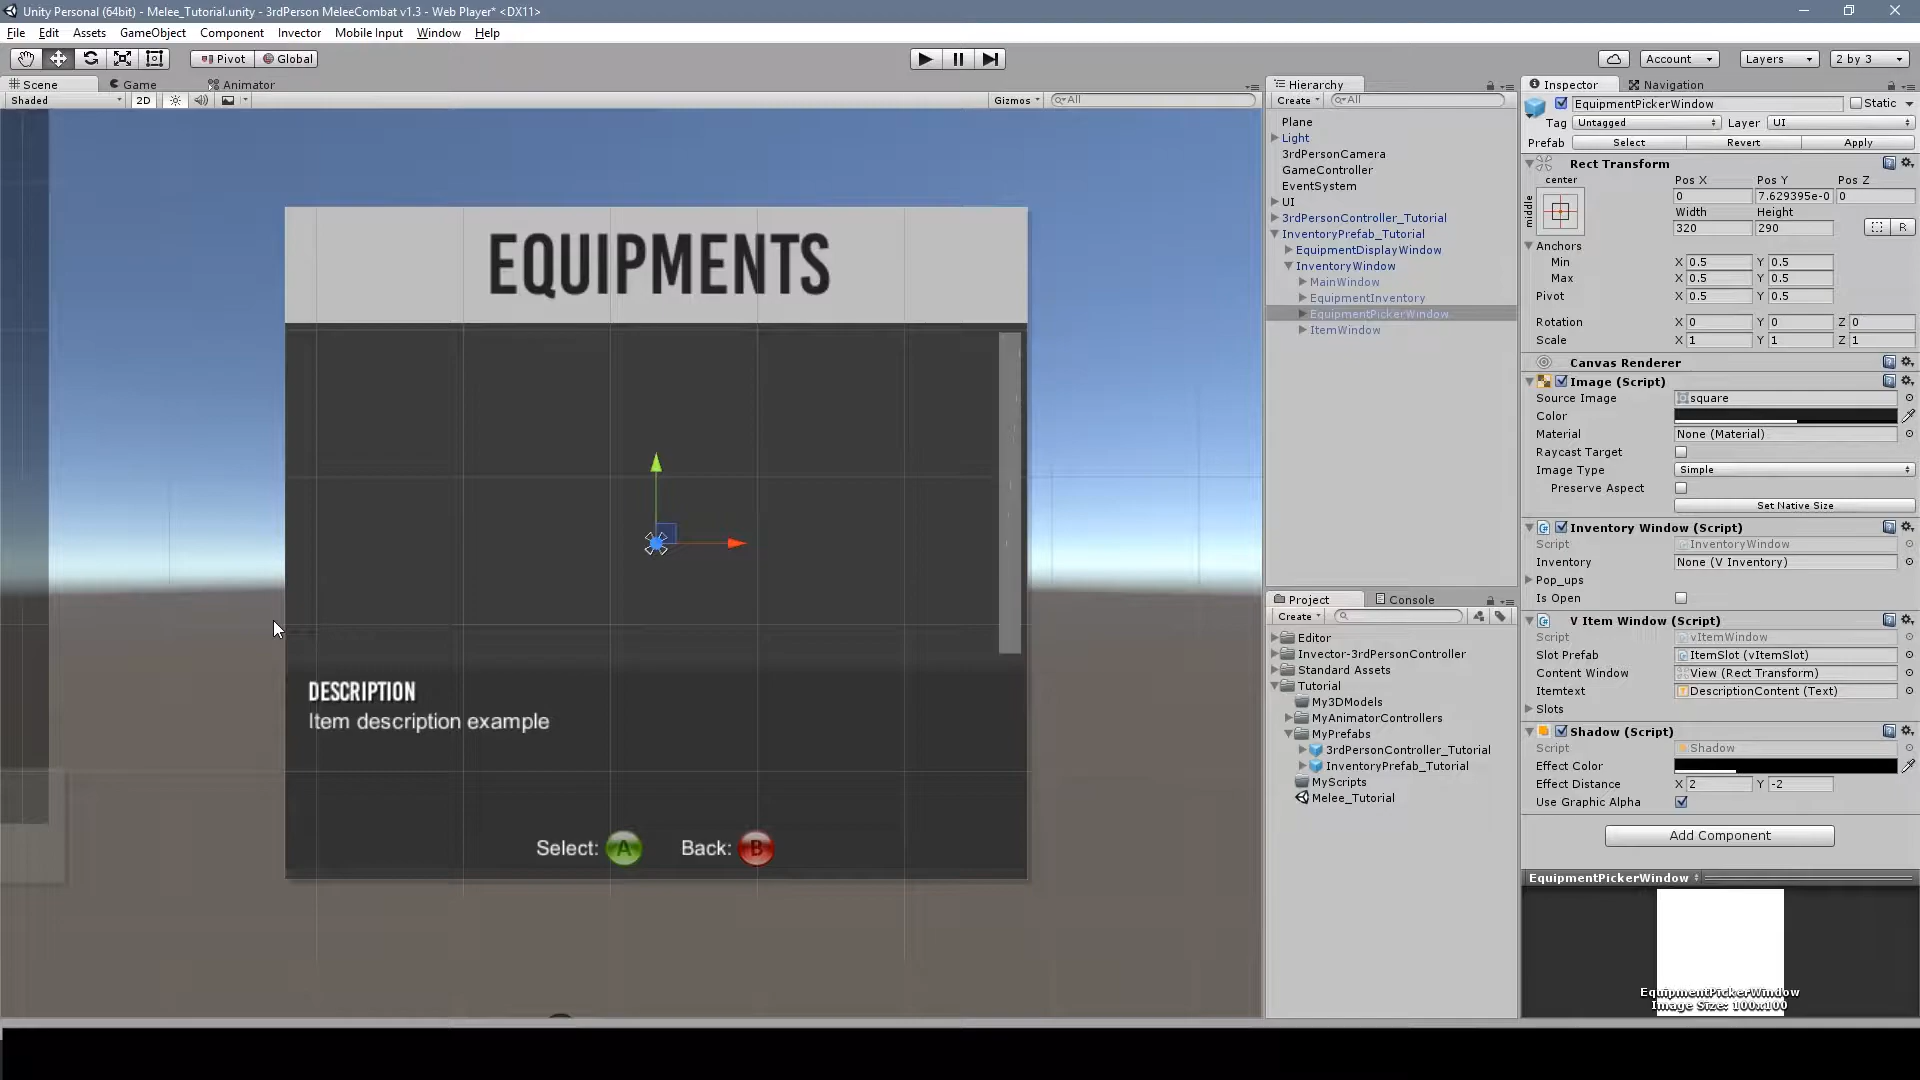 Unity Personal (64bit) - Melee_Tutorial.unity - 3rdPerson MeleeCombat v1.3 - Web Player* <DX11>
File Edit Assets GameObject Component Invector Mobile Input Window Help
Pivot Global Account Layers 2 by 3
Scene Game Animator
Shaded 2D Gizmos All
EQUIPMENTS
DESCRIPTION
Item description example
Select: A Back: B
Hierarchy
Create All
Plane
Light
3rdPersonCamera
GameController
EventSystem
UI
3rdPersonController_Tutorial
InventoryPrefab_Tutorial
EquipmentDisplayWindow
InventoryWindow
MainWindow
EquipmentInventory
EquipmentPickerWindow
ItemWindow
Project Console
Create
Editor
Invector-3rdPersonController
Standard Assets
Tutorial
My3DModels
MyAnimatorControllers
MyPrefabs
3rdPersonController_Tutorial
InventoryPrefab_Tutorial
MyScripts
Melee_Tutorial
Inspector Navigation
EquipmentPickerWindow Static
Tag Untagged Layer UI
Prefab Select Revert Apply
Rect Transform
center
middle
Pos X Pos Y Pos Z
0 7.629395e-0 0
Width Height
320 290 R
Anchors
Min X 0.5 Y 0.5
Max X 0.5 Y 0.5
Pivot X 0.5 Y 0.5
Rotation X 0 Y 0 Z 0
Scale X 1 Y 1 Z 1
Canvas Renderer
Image (Script)
Source Image square
Color
Material None (Material)
Raycast Target
Image Type Simple
Preserve Aspect
Set Native Size
Inventory Window (Script)
Script InventoryWindow
Inventory None (V Inventory)
Pop_ups
Is Open
V Item Window (Script)
Script vItemWindow
Slot Prefab ItemSlot (vItemSlot)
Content Window View (Rect Transform)
Itemtext DescriptionContent (Text)
Slots
Shadow (Script)
Script Shadow
Effect Color
Effect Distance X 2 Y -2
Use Graphic Alpha
Add Component
EquipmentPickerWindow
EquipmentPickerWindow
Image Size: 100x100